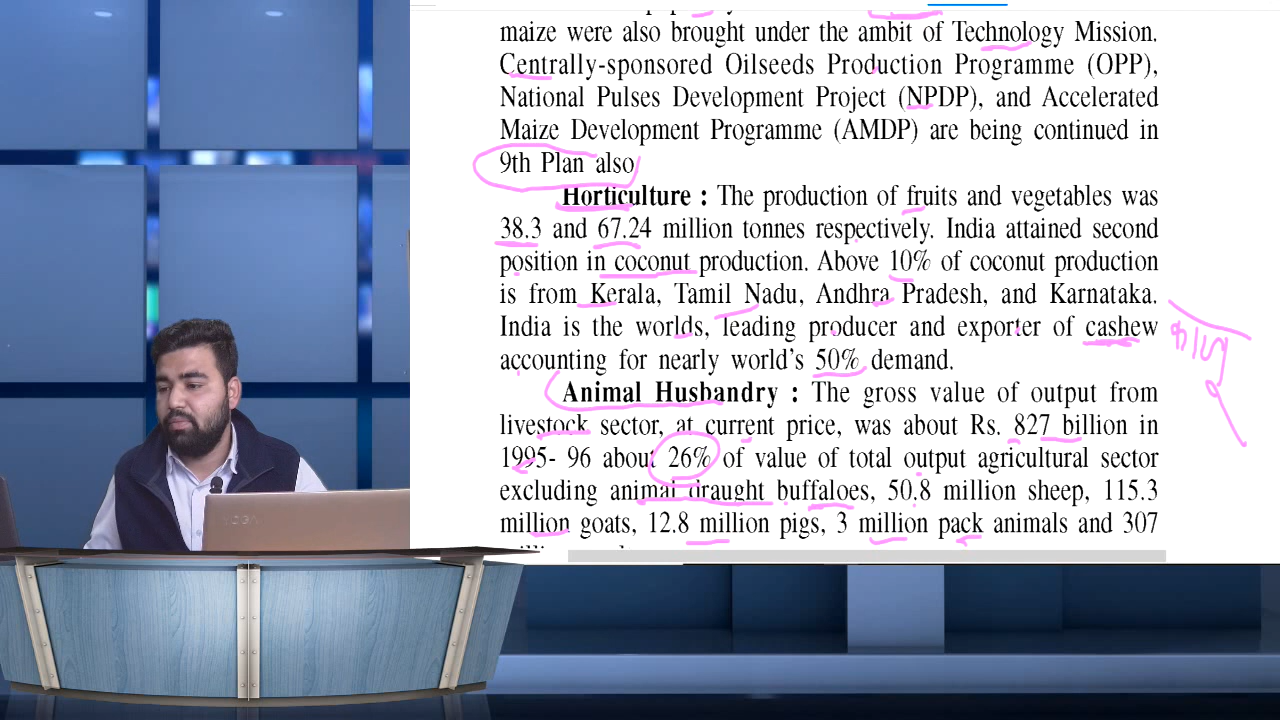 maize were also brought under the ambit of Technology Mission.
Centrally-sponsored Oilseeds Production Programme (OPP),
National Pulses Development Project (NPDP), and Accelerated
Maize Development Programme (AMDP) are being continued in
9th Plan also
Horticulture : The production of fruits and vegetables was
38.3 and 67.24 million tonnes respectively. India attained second
position in coconut production. Above 10% of coconut production
is from Kerala, Tamil Nadu, Andhra Pradesh, and Karnataka.
India is the worlds, leading producer and exporter of cashew
accounting for nearly world's 50% demand.
Animal Husbandry : The gross value of output from
livestock sector, at current price, was about Rs. 827 billion in
1995- 96 about 26% of value of total output agricultural sector
excluding animal draught buffaloes, 50.8 million sheep, 115.3
million goats, 12.8 million pigs, 3 million pack animals and 307